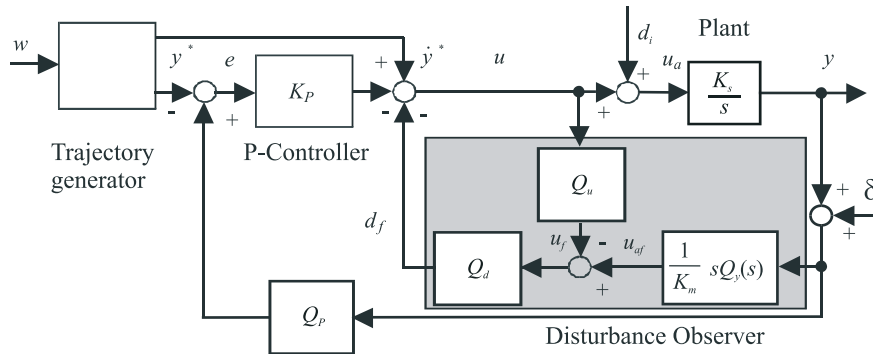 w
y*
e
K_P
+
ẏ*
u
d_i
Plant
u_a
K_s
s
y
+
-
+
-
-
+
Trajectory
generator
P-Controller
Q_u
+
δ
+
d_f
u_f
-
u_af
Q_d
+
1
K_m
sQ_y(s)
Q_P
Disturbance Observer